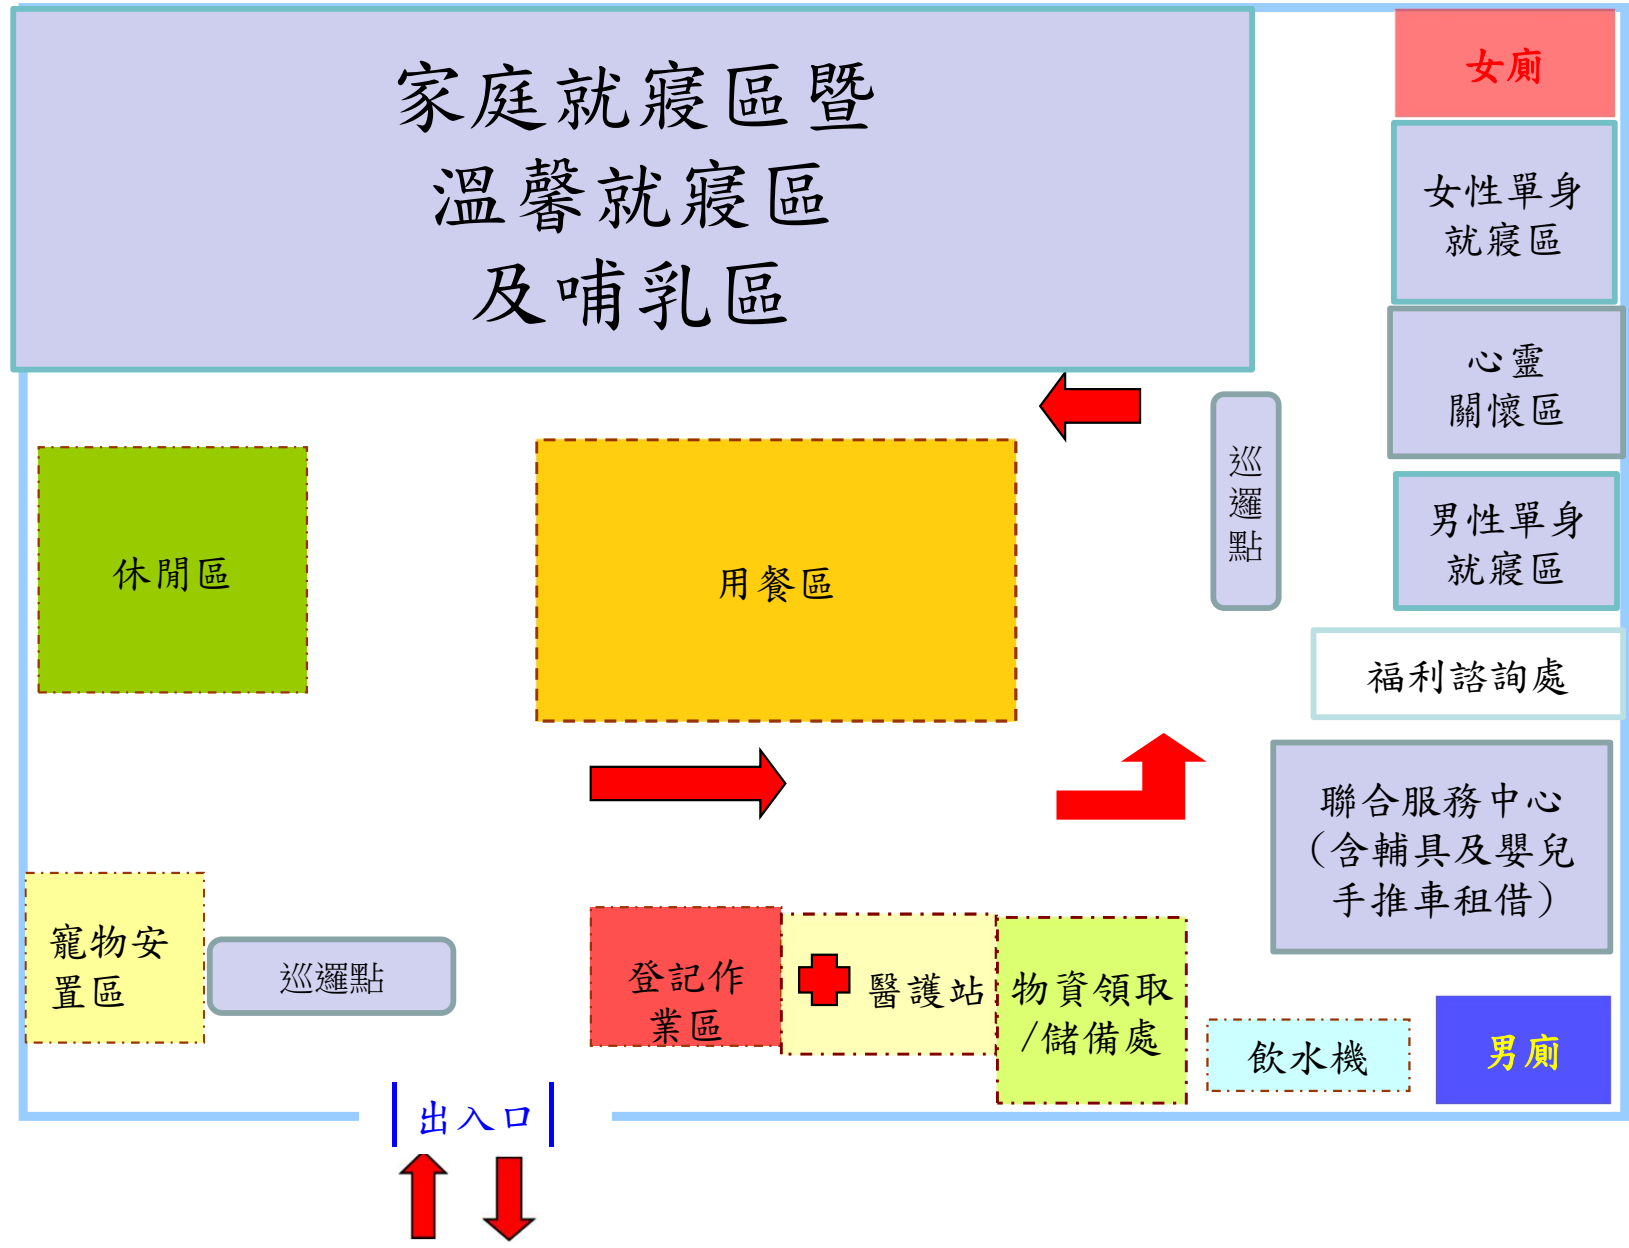 家庭就寢區暨
溫馨就寢區
及哺乳區
女廁
女性單身
就寢區
心靈
關懷區
巡邏點
男性單身
就寢區
休閒區
用餐區
福利諮詢處
聯合服務中心
（含輔具及嬰兒
手推車租借）
寵物安
置區
巡邏點
登記作
業區
醫護站
物資領取
/儲備處
飲水機
男廁
出入口